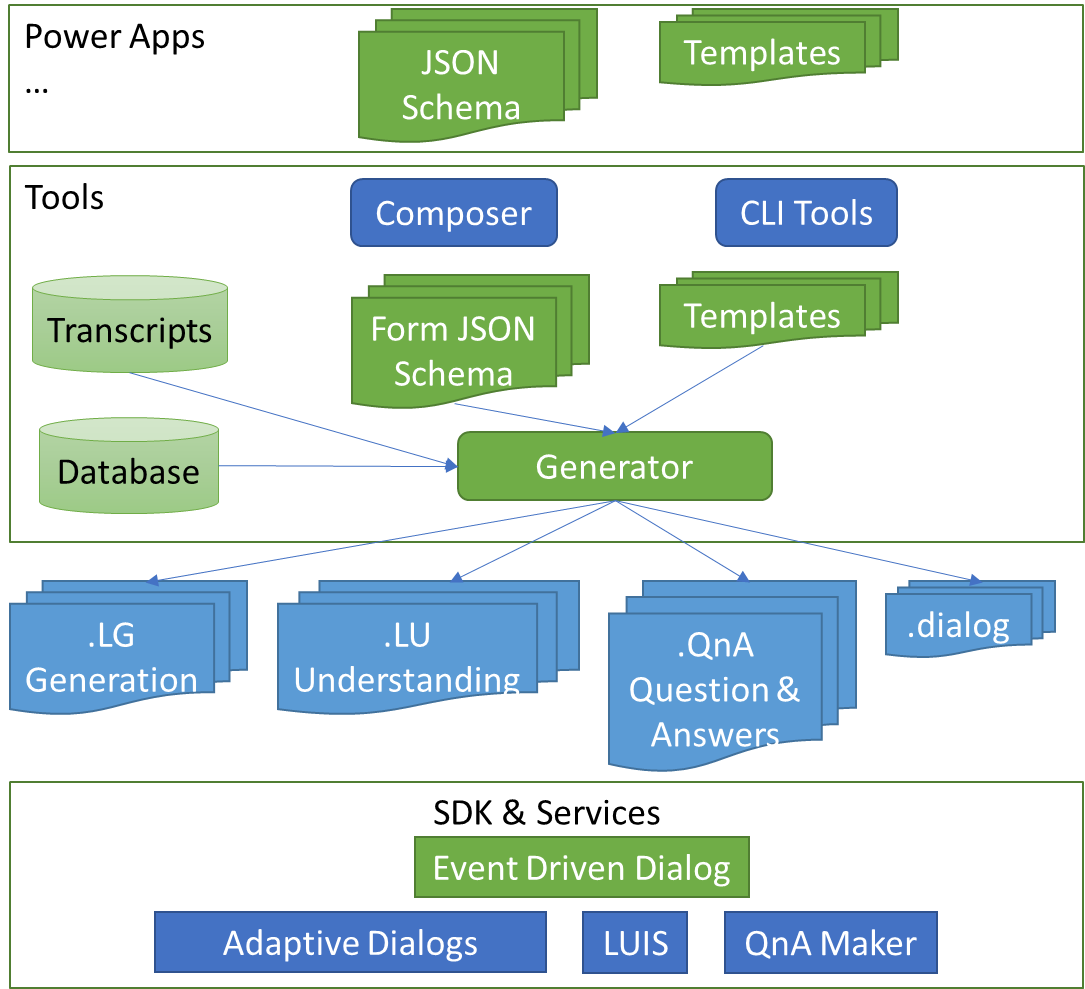 Power Apps
...
JSON
Schema
Templates
Tools
Composer
CLI Tools
Transcripts
Form JSON
Schema
Templates
Database
Generator
.LG
Generation
.LU
Understanding
.QnA
Question &
Answers
.dialog
SDK & Services
Event Driven Dialog
Adaptive Dialogs
LUIS
QnA Maker